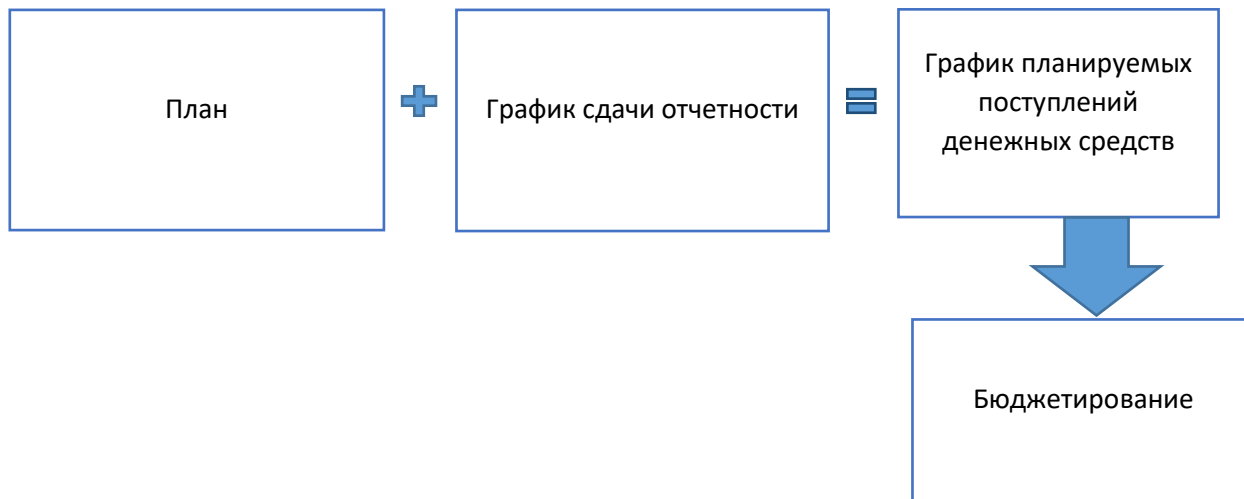 План
График сдачи отчетности
График планируемых
поступлений
денежных средств
Бюджетирование